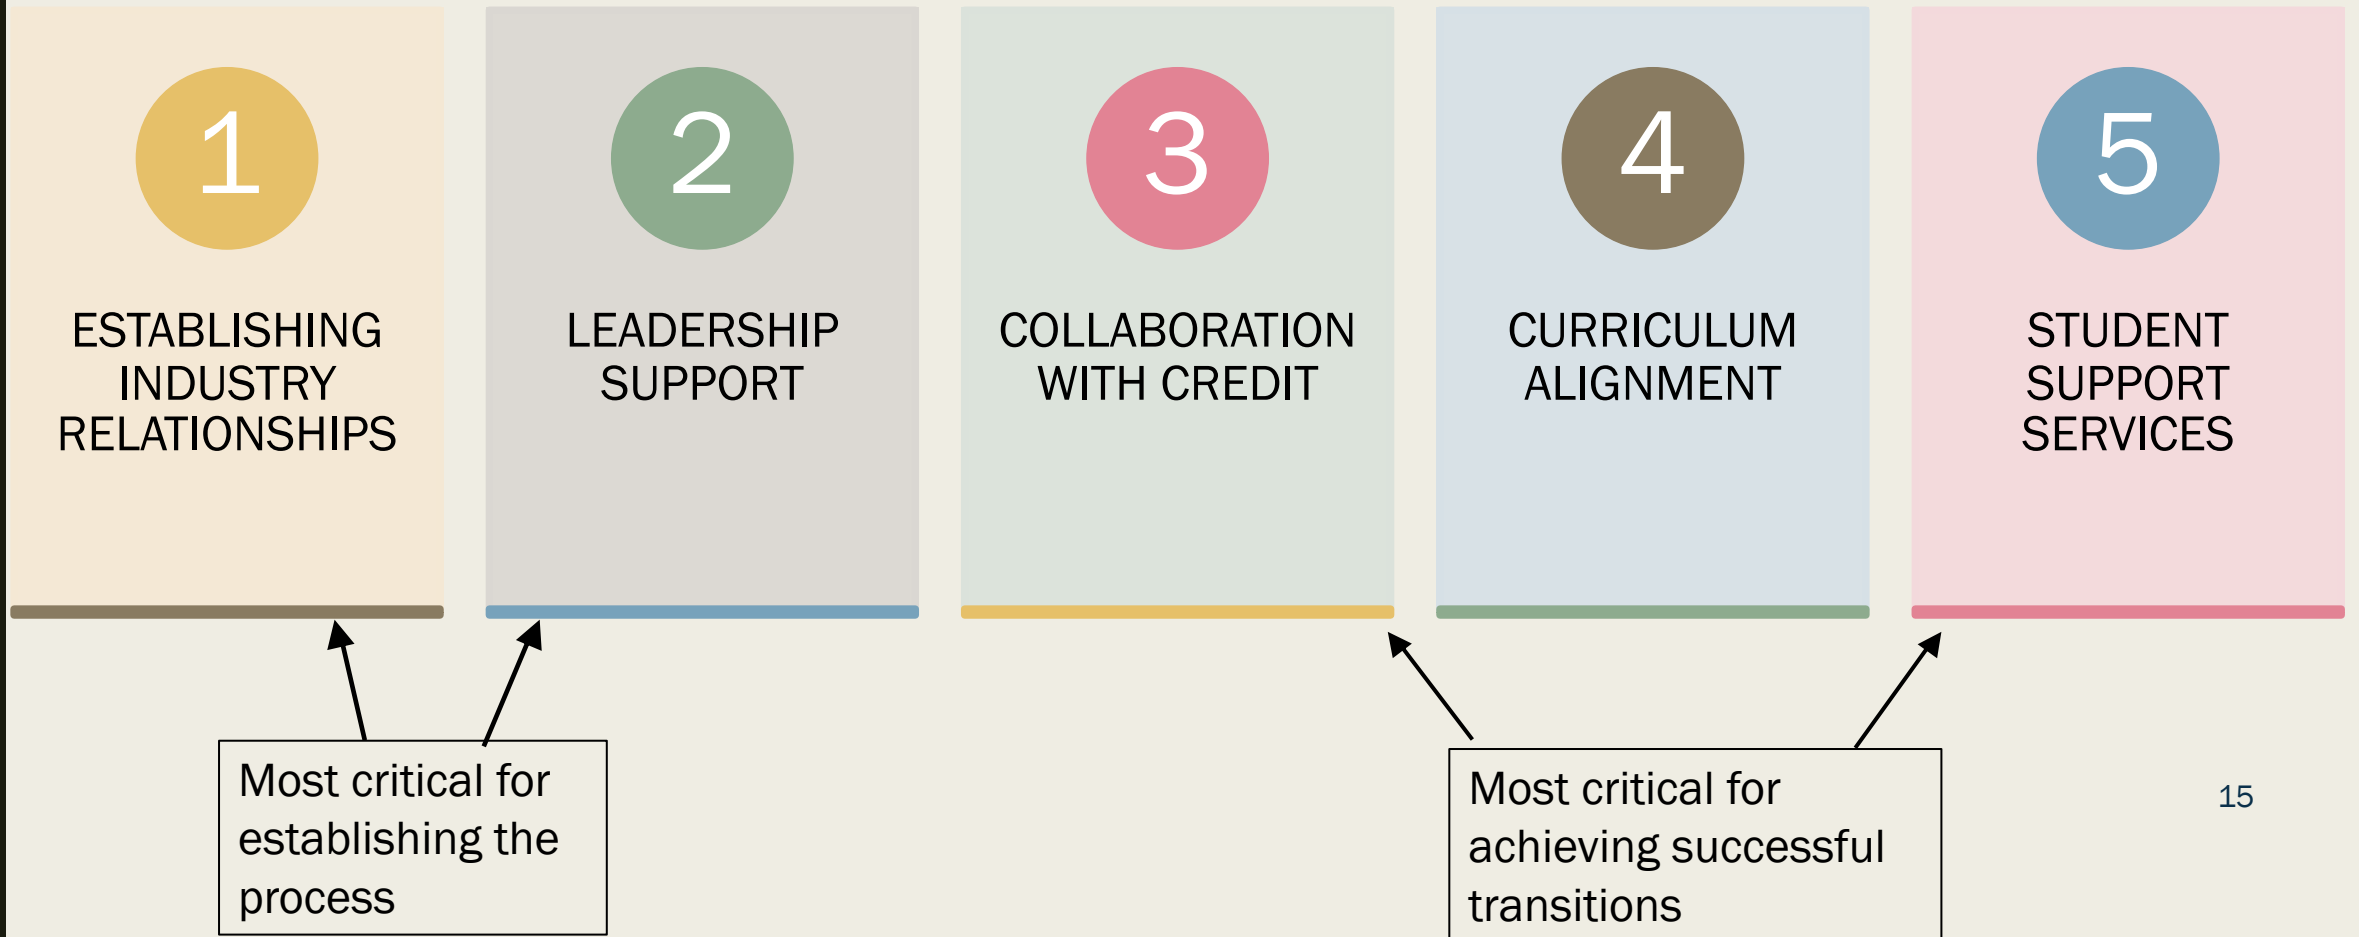 1
ESTABLISHING
INDUSTRY
RELATIONSHIPS
2
LEADERSHIP
SUPPORT
3
COLLABORATION
WITH CREDIT
4
CURRICULUM
ALIGNMENT
5
STUDENT
SUPPORT
SERVICES
Most critical for
establishing the
process
Most critical for
achieving successful
transitions
15